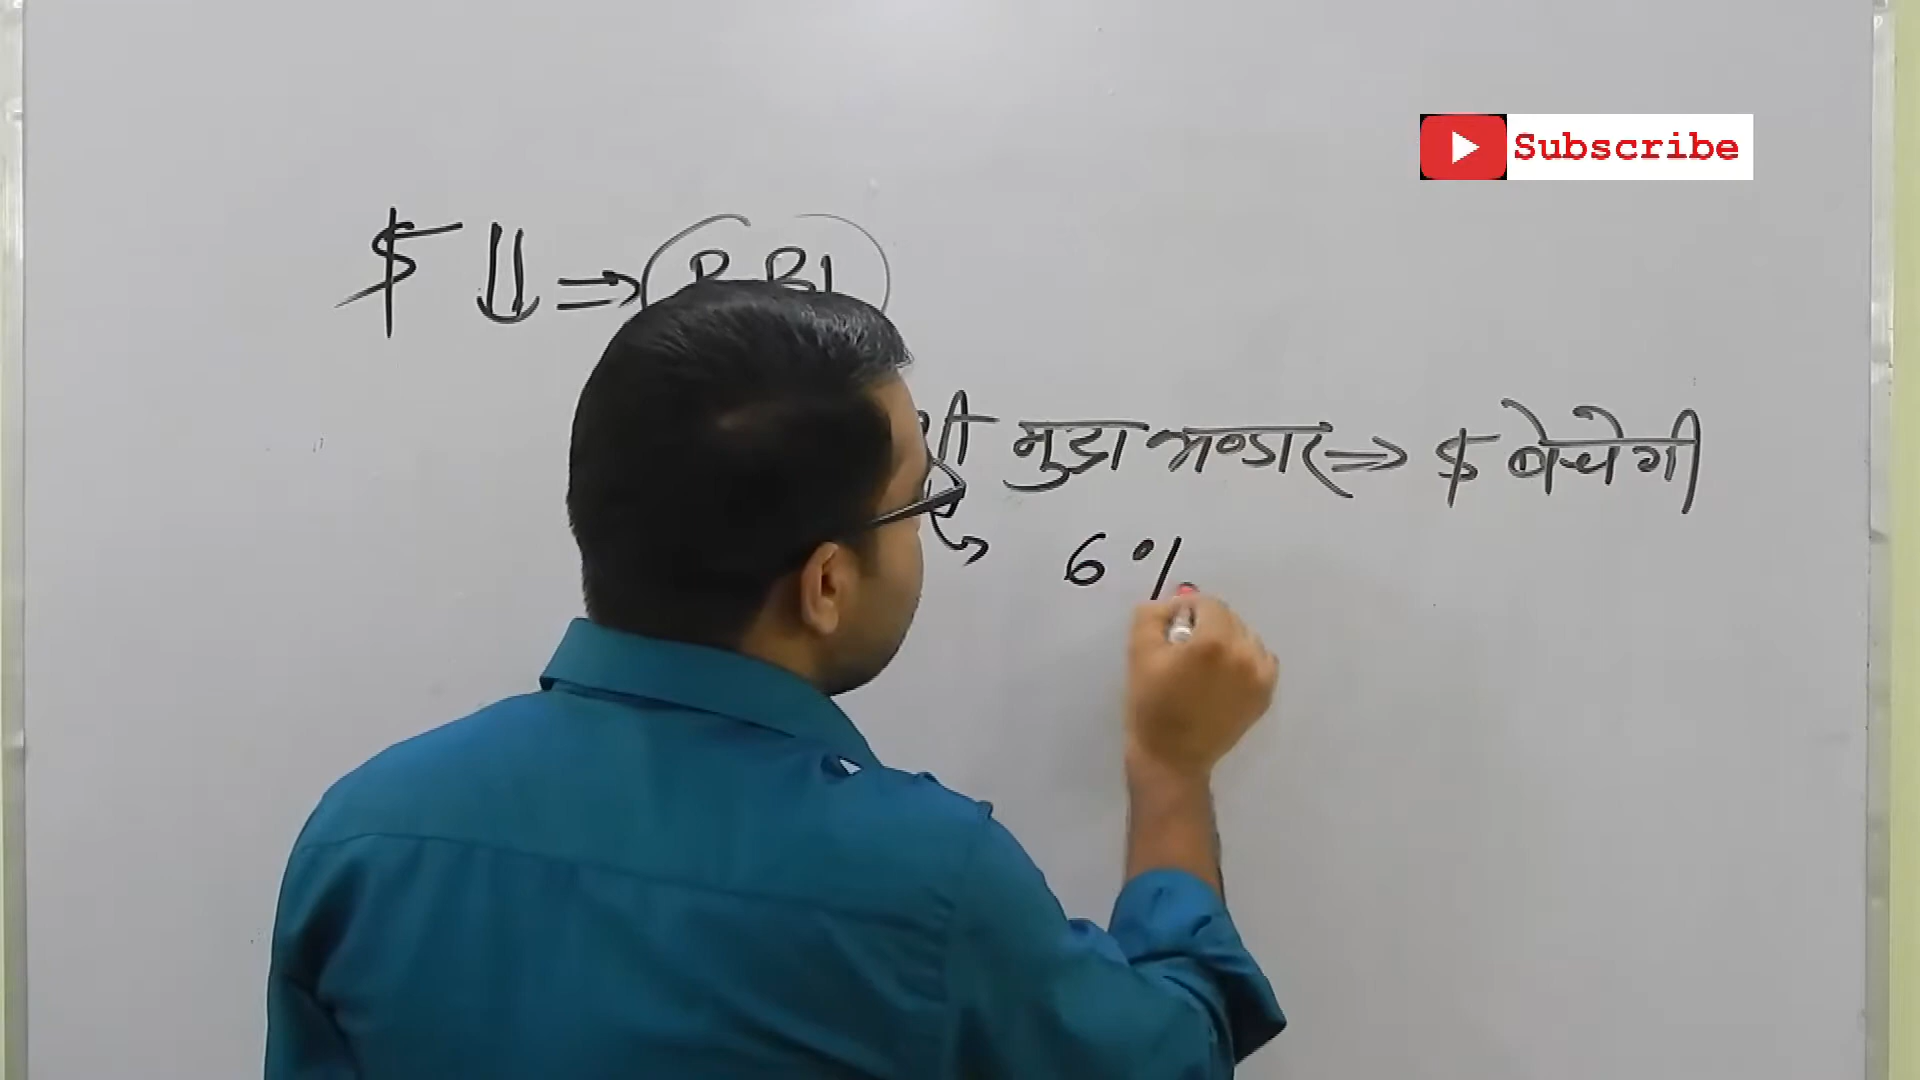 Subscribe
$ ⇓ ⇒ RBI
मुद्रा भण्डार ⇒ $ बेचेगी
6%